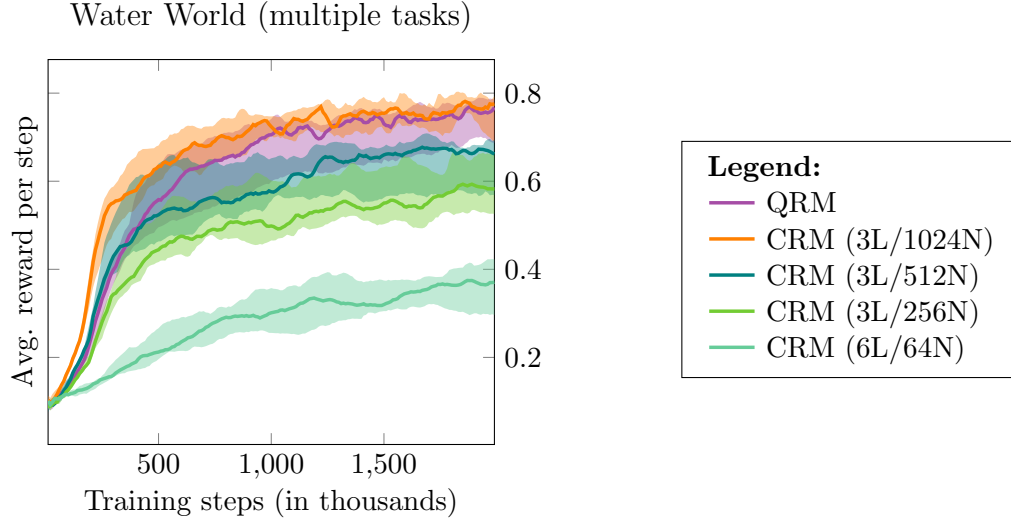 Water World (multiple tasks)
Avg. reward per step
0.8
0.6
0.4
0.2
500
1,000
1,500
Training steps (in thousands)
Legend:
QRM
CRM (3L/1024N)
CRM (3L/512N)
CRM (3L/256N)
CRM (6L/64N)